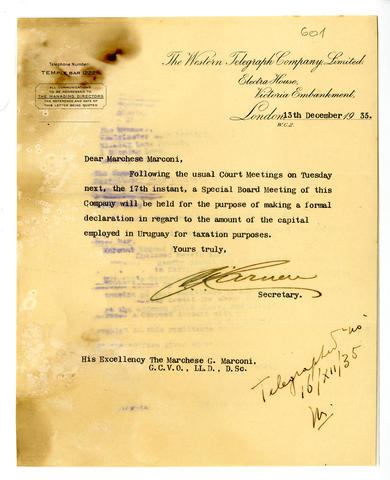 601
Telephone Number:
TEMPLE BAR
ALL COMMUNICATIONS
TO BE ADDRESSED TO
THE MANAGING DIRECTORS.
THE REFERENCE AND DATE OF
THIS LETTER BEING QUOTED
The Western Telegraph Company, Limited.
Electra House,
Victoria Embankment,
London 13th December 1935.
W.C.2.
Dear Marchese Marconi,
Following the usual Court Meetings on Tuesday
next, the 17th instant, a Special Board Meeting of this
Company will be held for the purpose of making a formal
declaration in regard to the amount of the capital
employed in Uruguay for taxation purposes.
Yours truly,
Secretary.
His Excellency The Marchese G. Marconi,
G.C.V.O., LL.D., D.Sc.
Telegraphed "no"
16/XII/35
M.